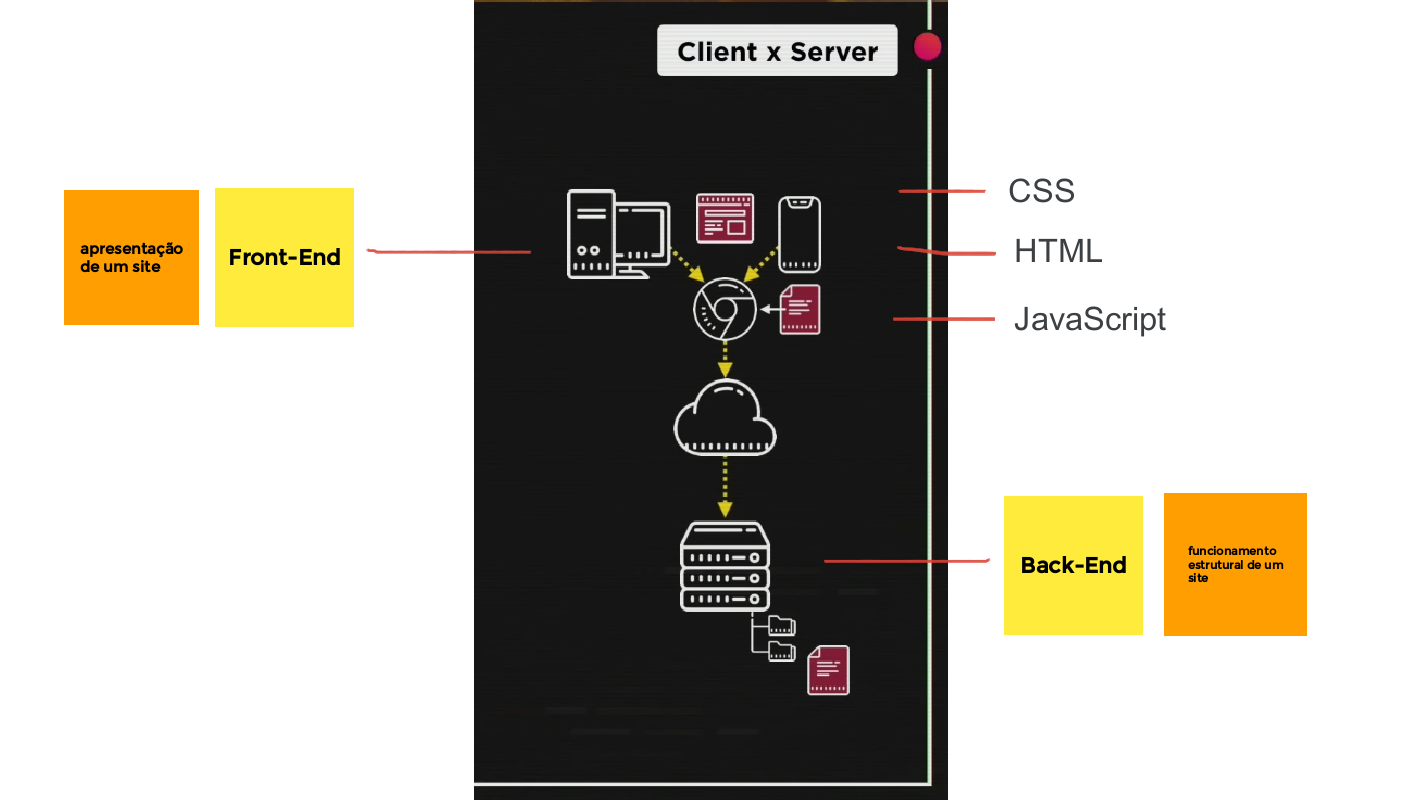 Client x Server
apresentação
de um site
Front-End
CSS
HTML
JavaScript
Back-End
funcionamento
estrutural de um
site